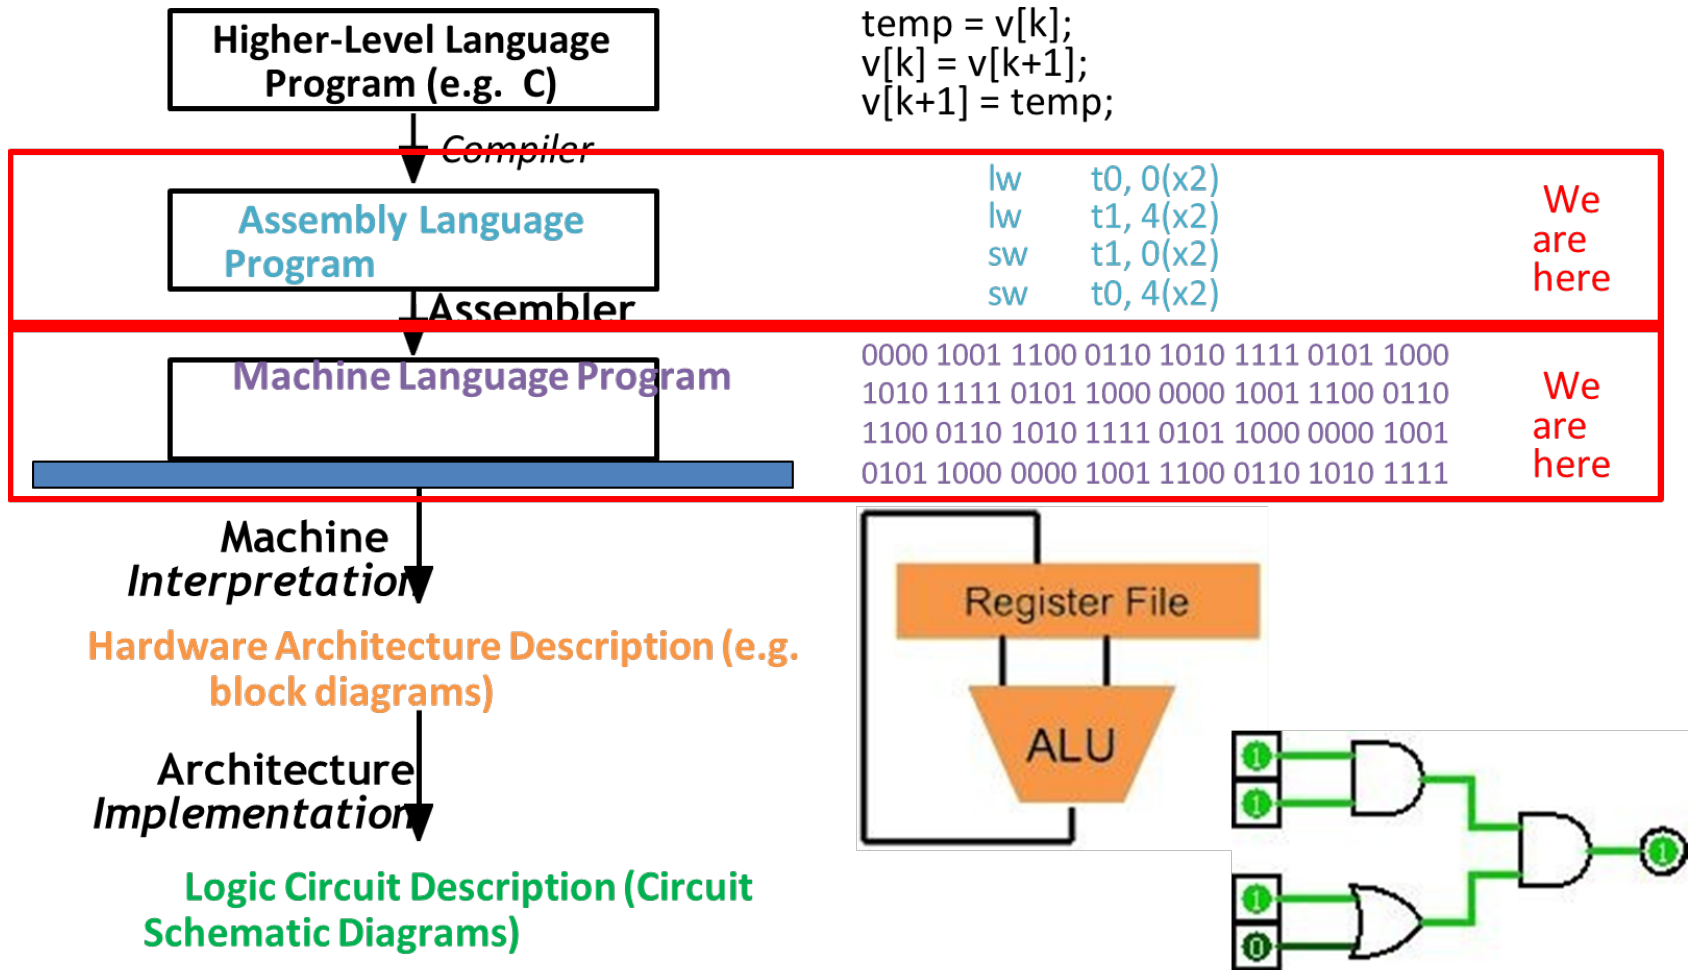 Higher-Level Language
Program (e.g. C)
temp = v[k];
v[k] = v[k+1];
v[k+1] = temp;
Compiler
Assembly Language
Program
lw t0, 0(x2)
lw t1, 4(x2)
sw t1, 0(x2)
sw t0, 4(x2)
We
are
here
Assembler
Machine Language Program
0000 1001 1100 0110 1010 1111 0101 1000
1010 1111 0101 1000 0000 1001 1100 0110
1100 0110 1010 1111 0101 1000 0000 1001
0101 1000 0000 1001 1100 0110 1010 1111
We
are
here
Machine
Interpretation
Register File
ALU
Hardware Architecture Description (e.g.
block diagrams)
Architecture
Implementation
1
1
1
0
1
Logic Circuit Description (Circuit
Schematic Diagrams)